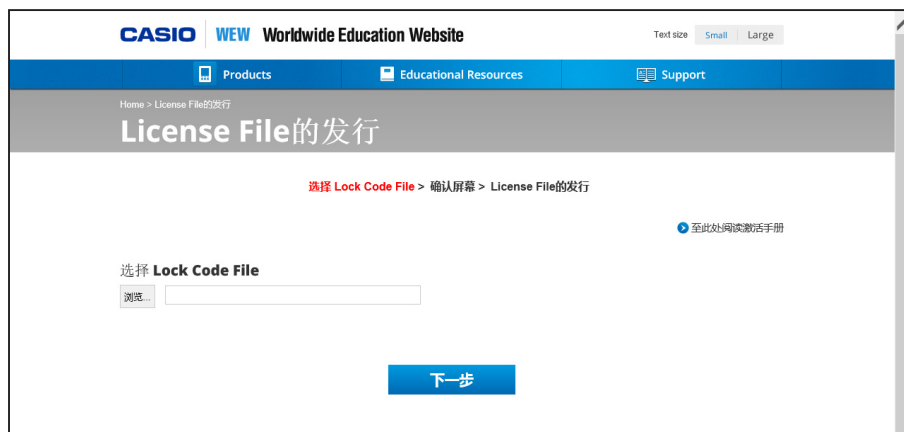 CASIO WEW Worldwide Education Website
Text size Small Large
Products Educational Resources Support
Home > License File的发行
License File的发行
选择 Lock Code File > 确认屏幕 > License File的发行
至此处阅读激活手册
选择 Lock Code File
浏览...
下一步